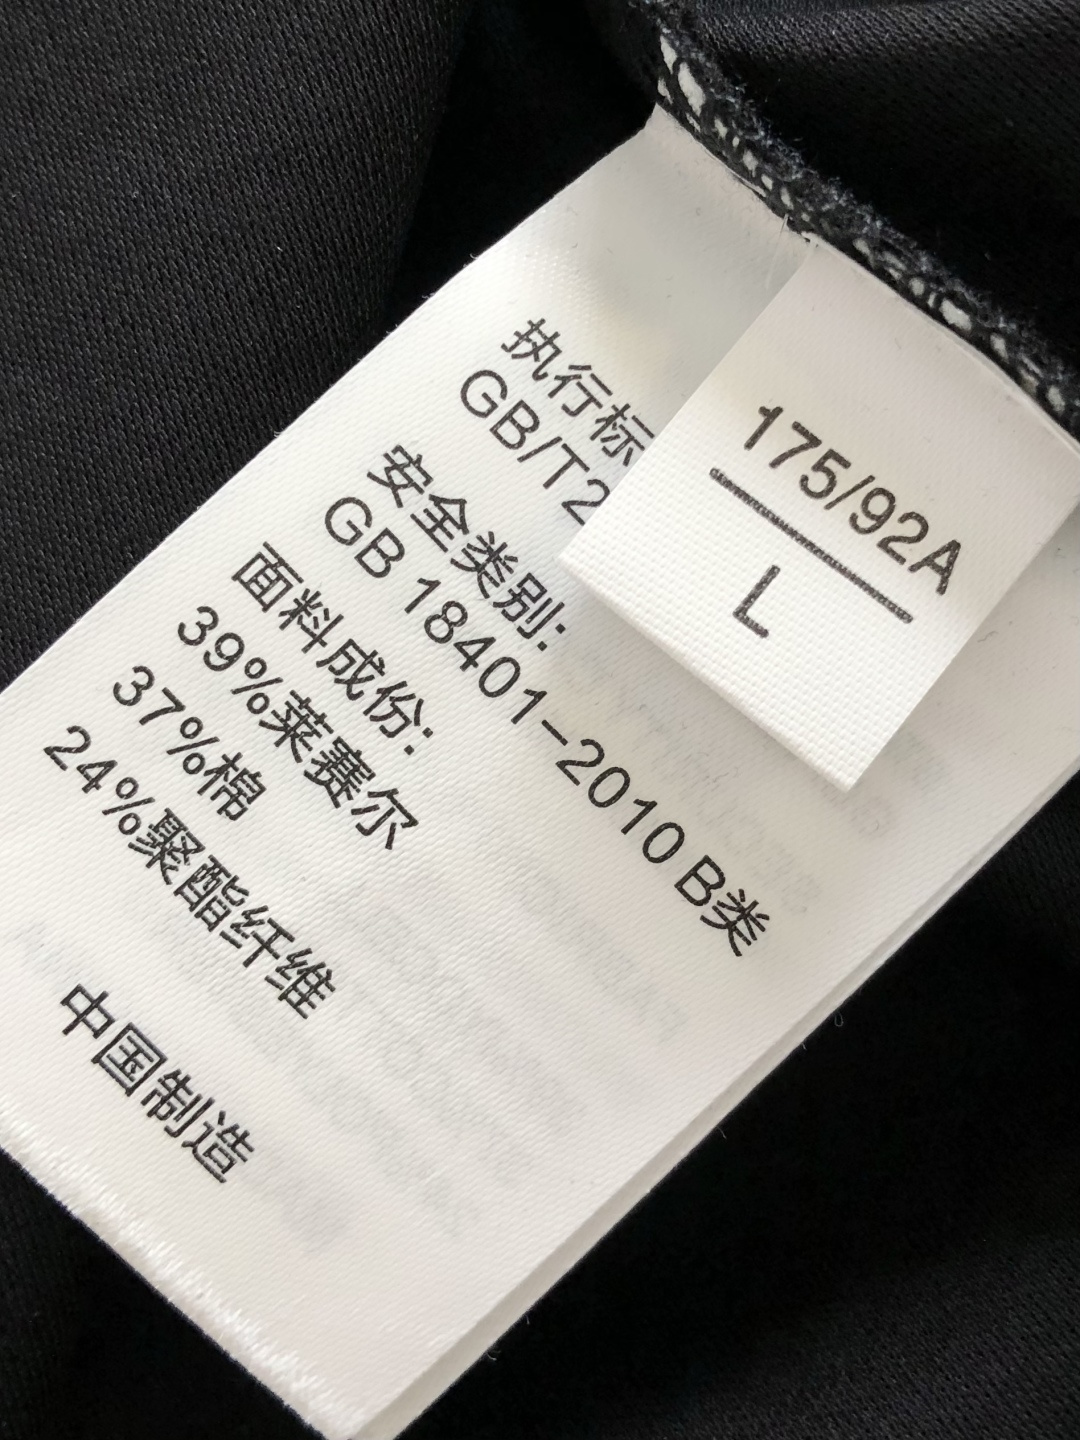 执行标
GB/T2
安全类别:
GB 18401-2010 B类
面料成份:
39%莱赛尔
37%棉
24%聚酯纤维
中国制造
175/92A
L